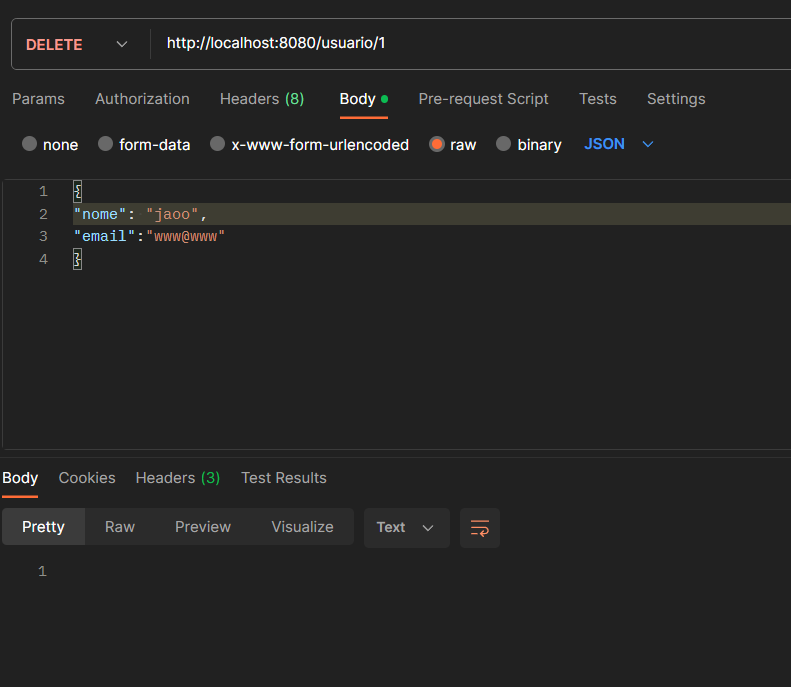 DELETE http://localhost:8080/usuario/1
Params Authorization Headers (8) Body Pre-request Script Tests Settings
none form-data x-www-form-urlencoded raw binary JSON
1 {
2 "nome": "jaoo",
3 "email":"www@www"
4 }
Body Cookies Headers (3) Test Results
Pretty Raw Preview Visualize Text
1